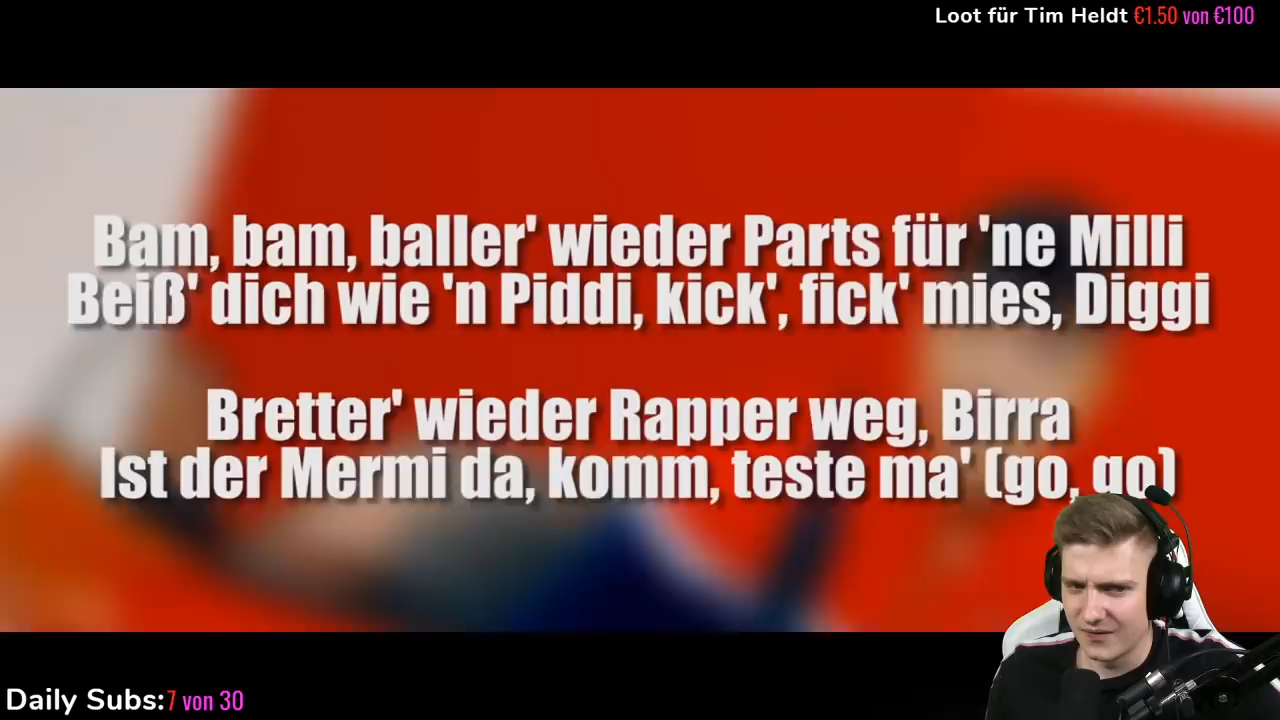 Loot für Tim Heldt €1.50 von €100
Bam, bam, baller' wieder Parts für 'ne Milli
Beiß' dich wie 'n Piddi, kick', fick' mies, Diggi
Bretter' wieder Rapper weg, Birra
Ist der Mermi da, komm, teste ma' (go, go)
Daily Subs:7 von 30